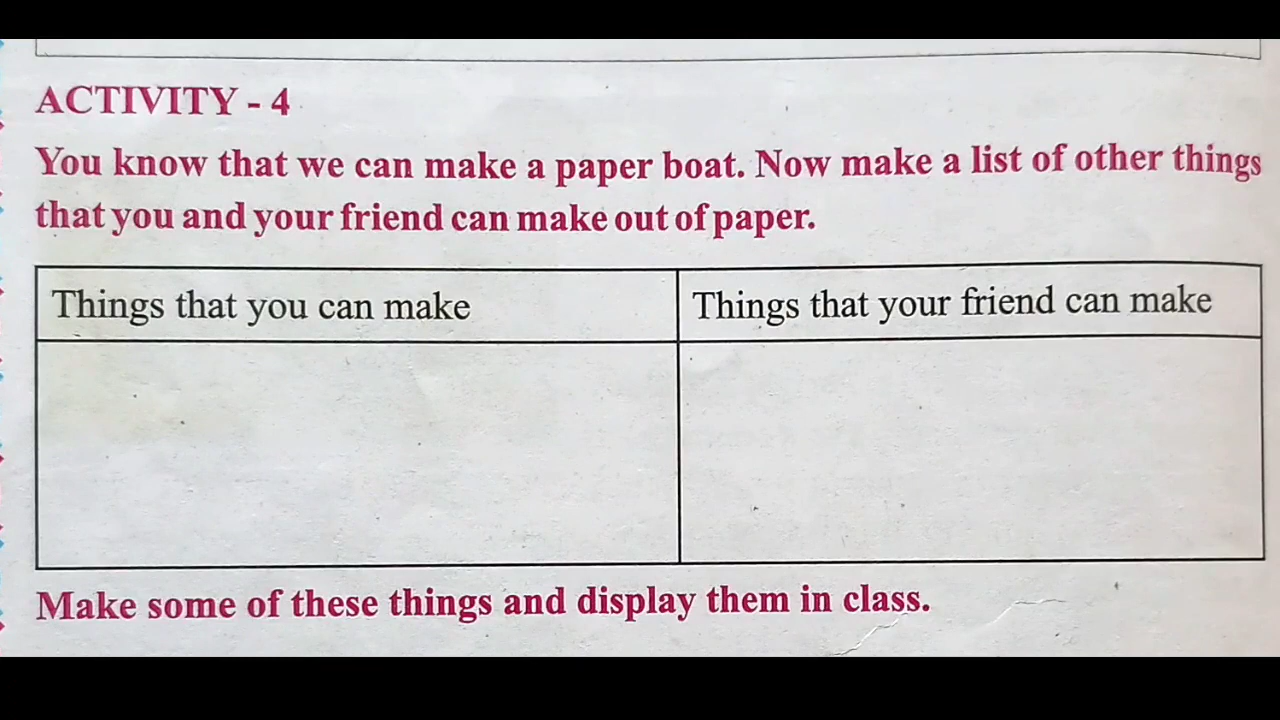 ACTIVITY - 4
You know that we can make a paper boat. Now make a list of other things
that you and your friend can make out of paper.
Things that you can make
Things that your friend can make
Make some of these things and display them in class.